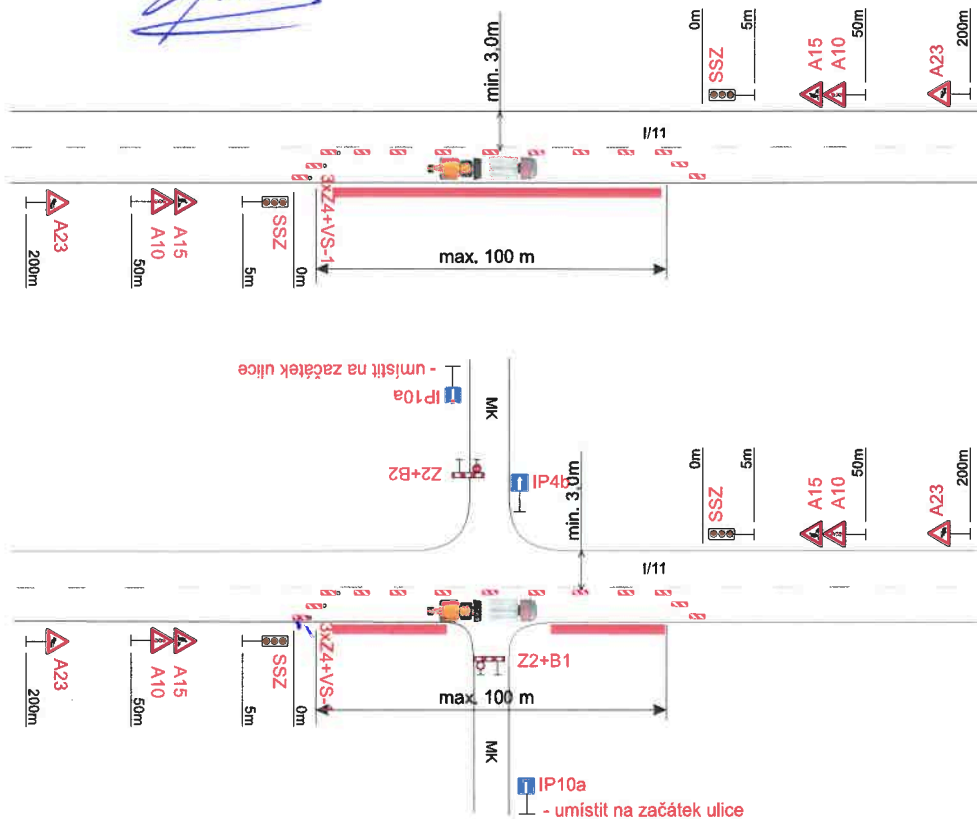 0m
SSZ
5m
A15
A10
50m
A23
200m
min. 3,0m
I/11
3xZ4+VS-1
max. 100 m
200m
A23
50m
A10
A15
5m
SSZ
0m
- umístit na začátek ulice
IP10a
MK
Z2+B2
IP4b
min. 3,0m
0m
SSZ
5m
A15
A10
50m
A23
200m
I/11
3xZ4+VS-
Z2+B1
max. 100 m
200m
A23
50m
A10
A15
5m
SSZ
0m
MK
IP10a
- umístit na začátek ulice